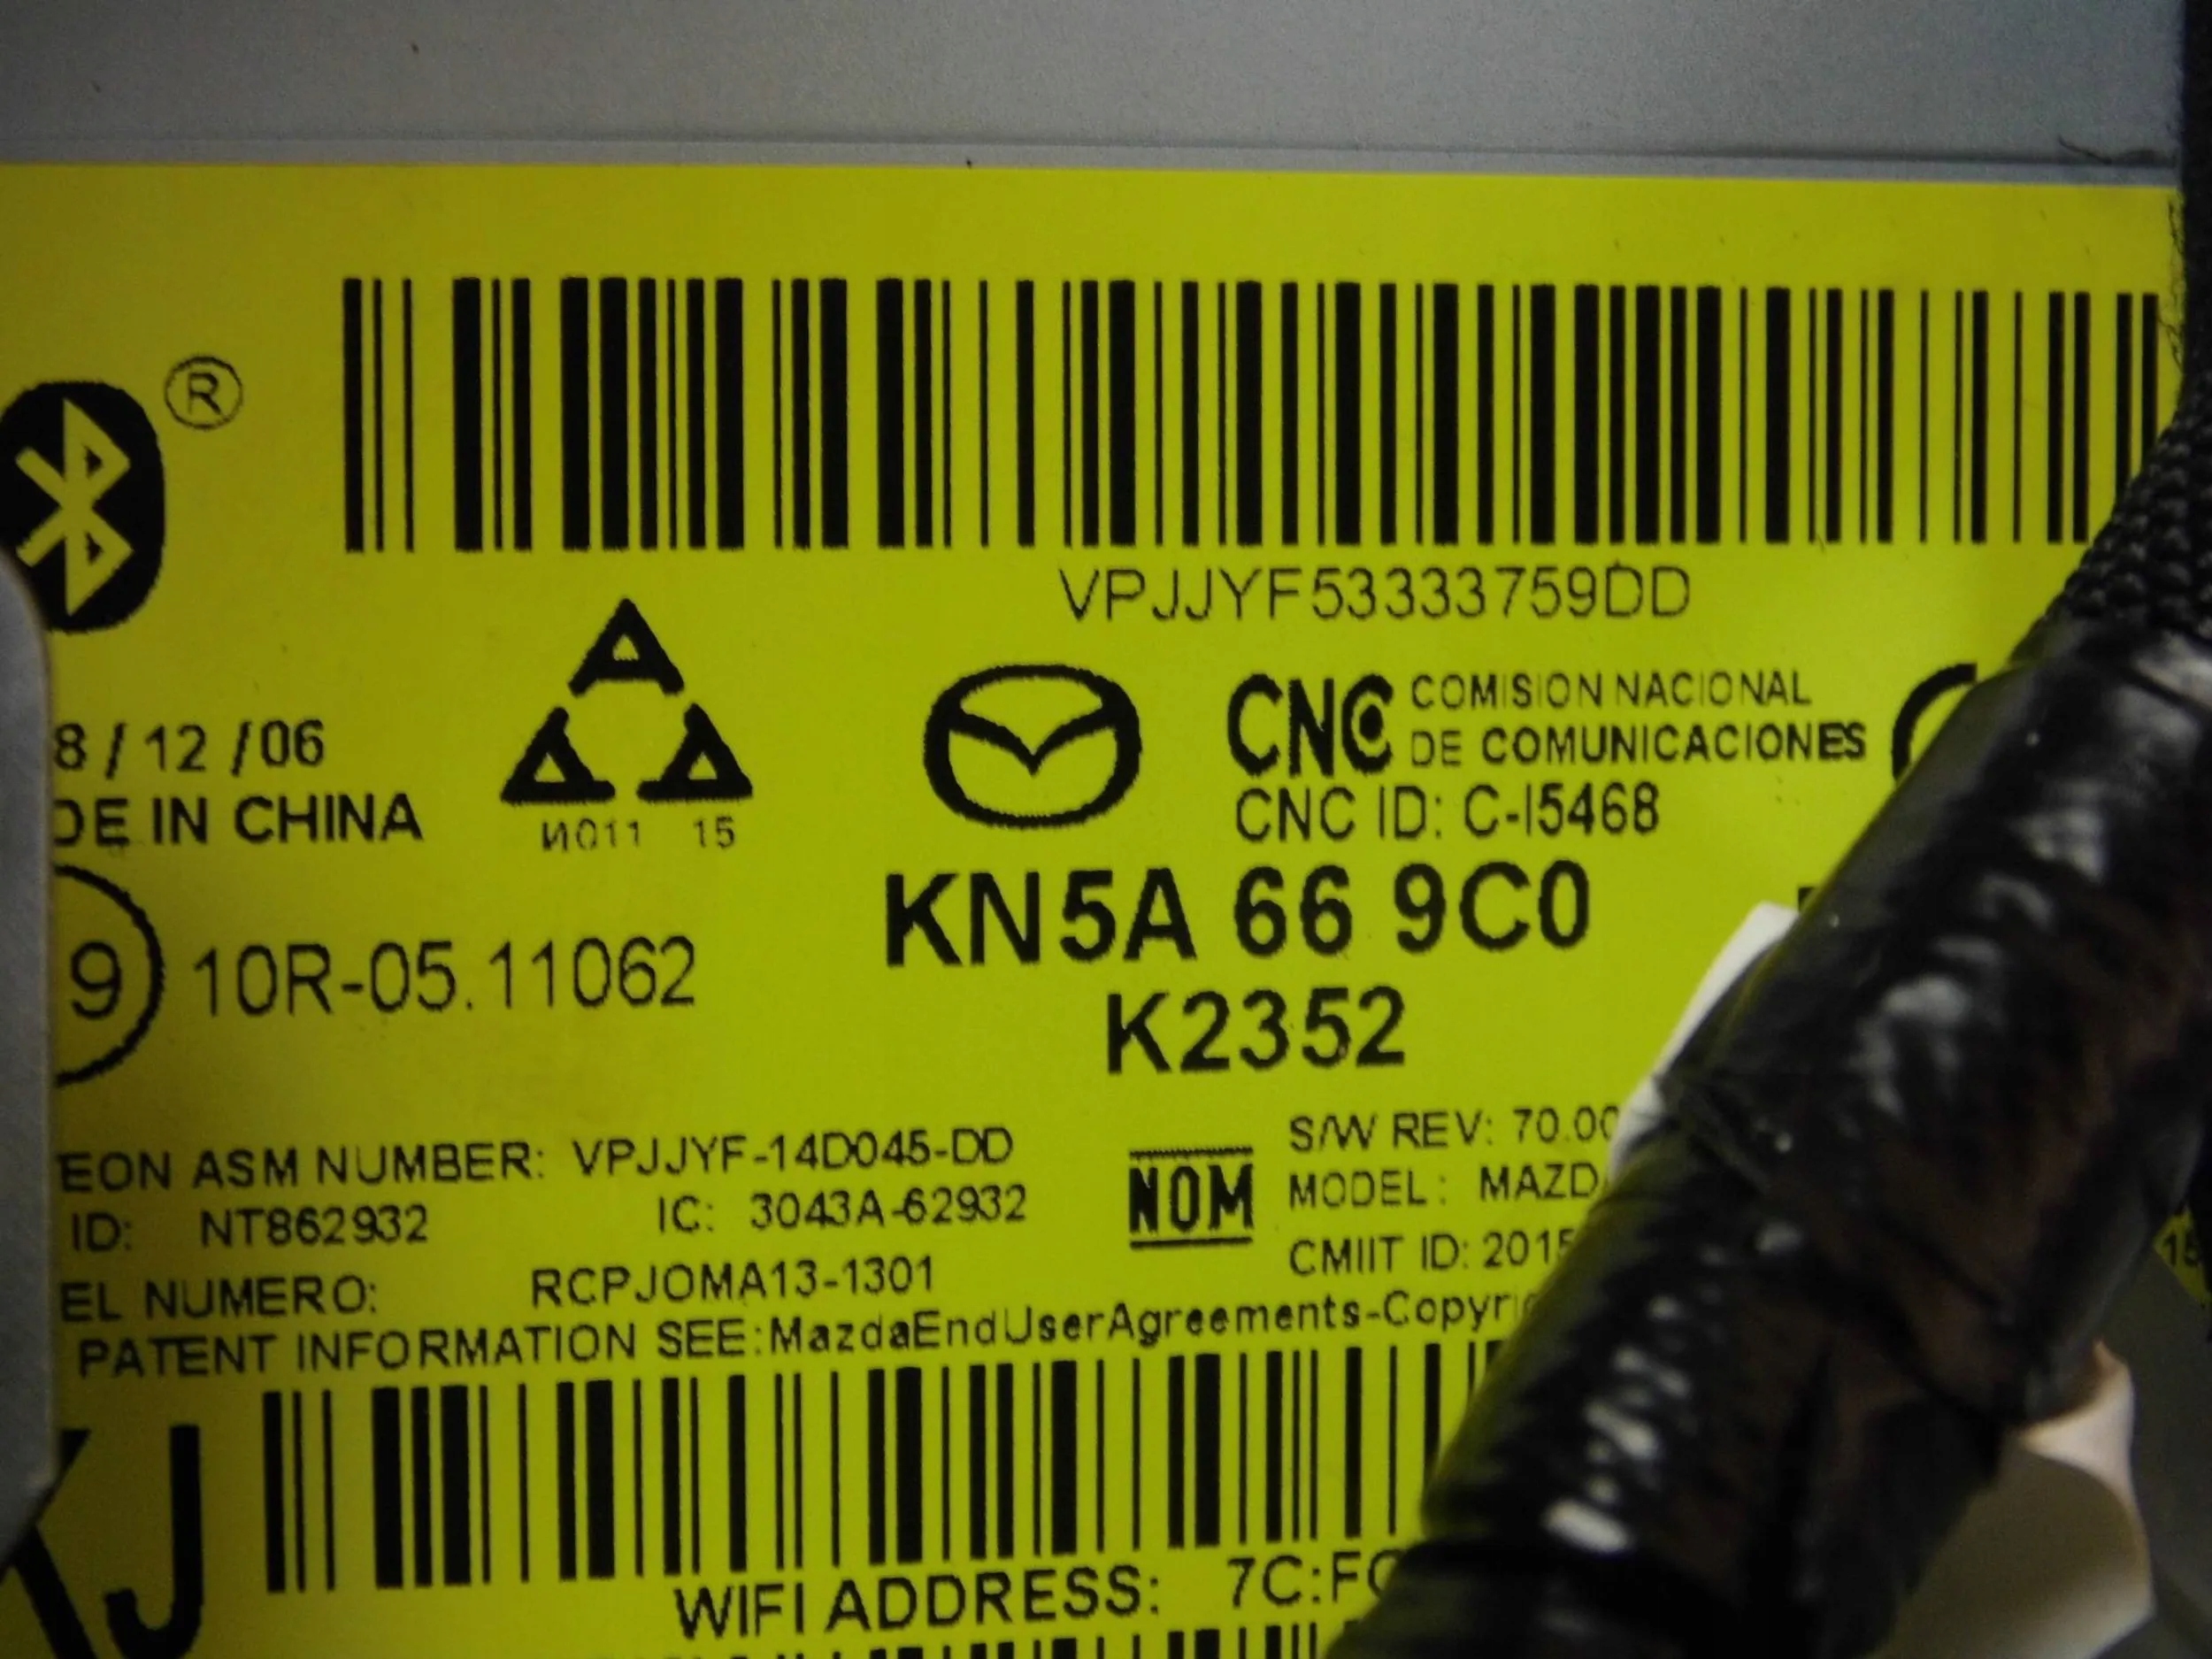 ®
VPJJYF53333759DD
8/12/06
DE IN CHINA
И011 15
CNC COMISION NACIONAL
DE COMUNICACIONES
CNC ID: C-I5468
KN5A 66 9C0
K2352
9 10R-05.11062
EON ASM NUMBER: VPJJYF-14D045-DD
ID: NT862932 IC: 3043A-62932
EL NUMERO: RCPJOMA13-1301
NOM
S/W REV: 70.00
MODEL: MAZD
CMIIT ID: 2015
PATENT INFORMATION SEE:MazdaEndUserAgreements-Copyri
J
WIFI ADDRESS: 7C:F
15